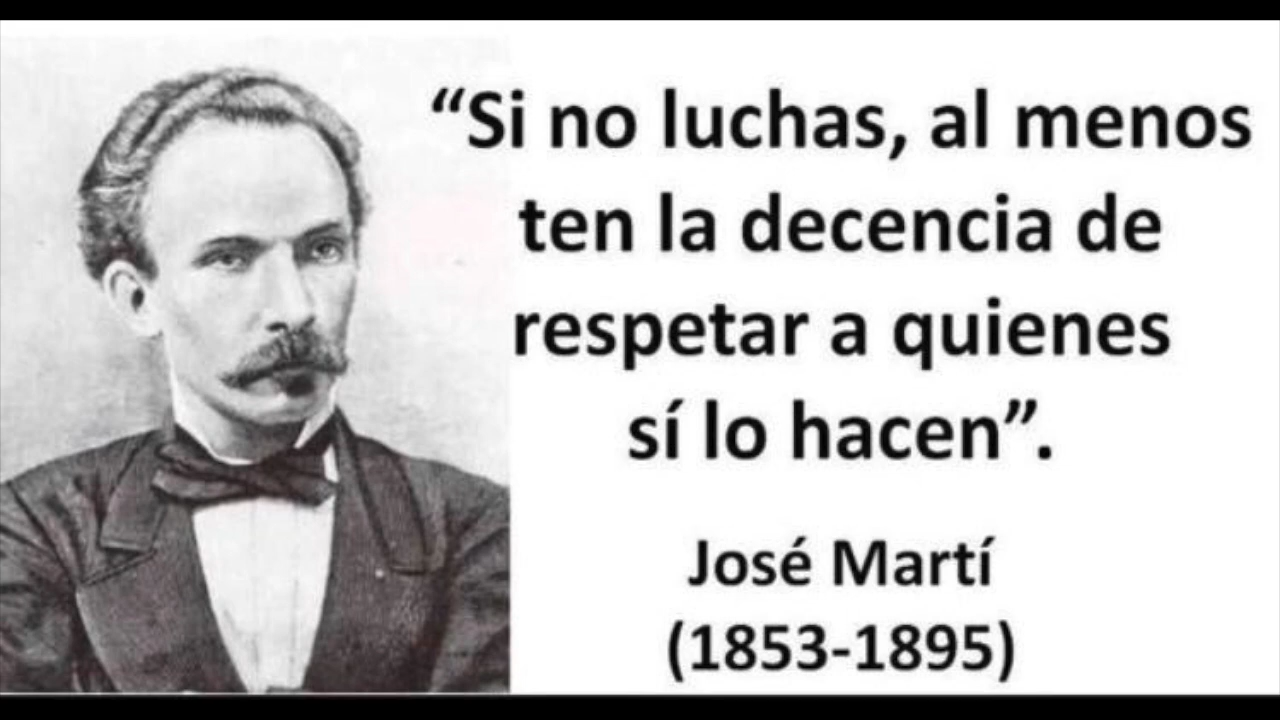 “Si no luchas, al menos
ten la decencia de
respetar a quienes
sí lo hacen”.
José Martí
(1853-1895)